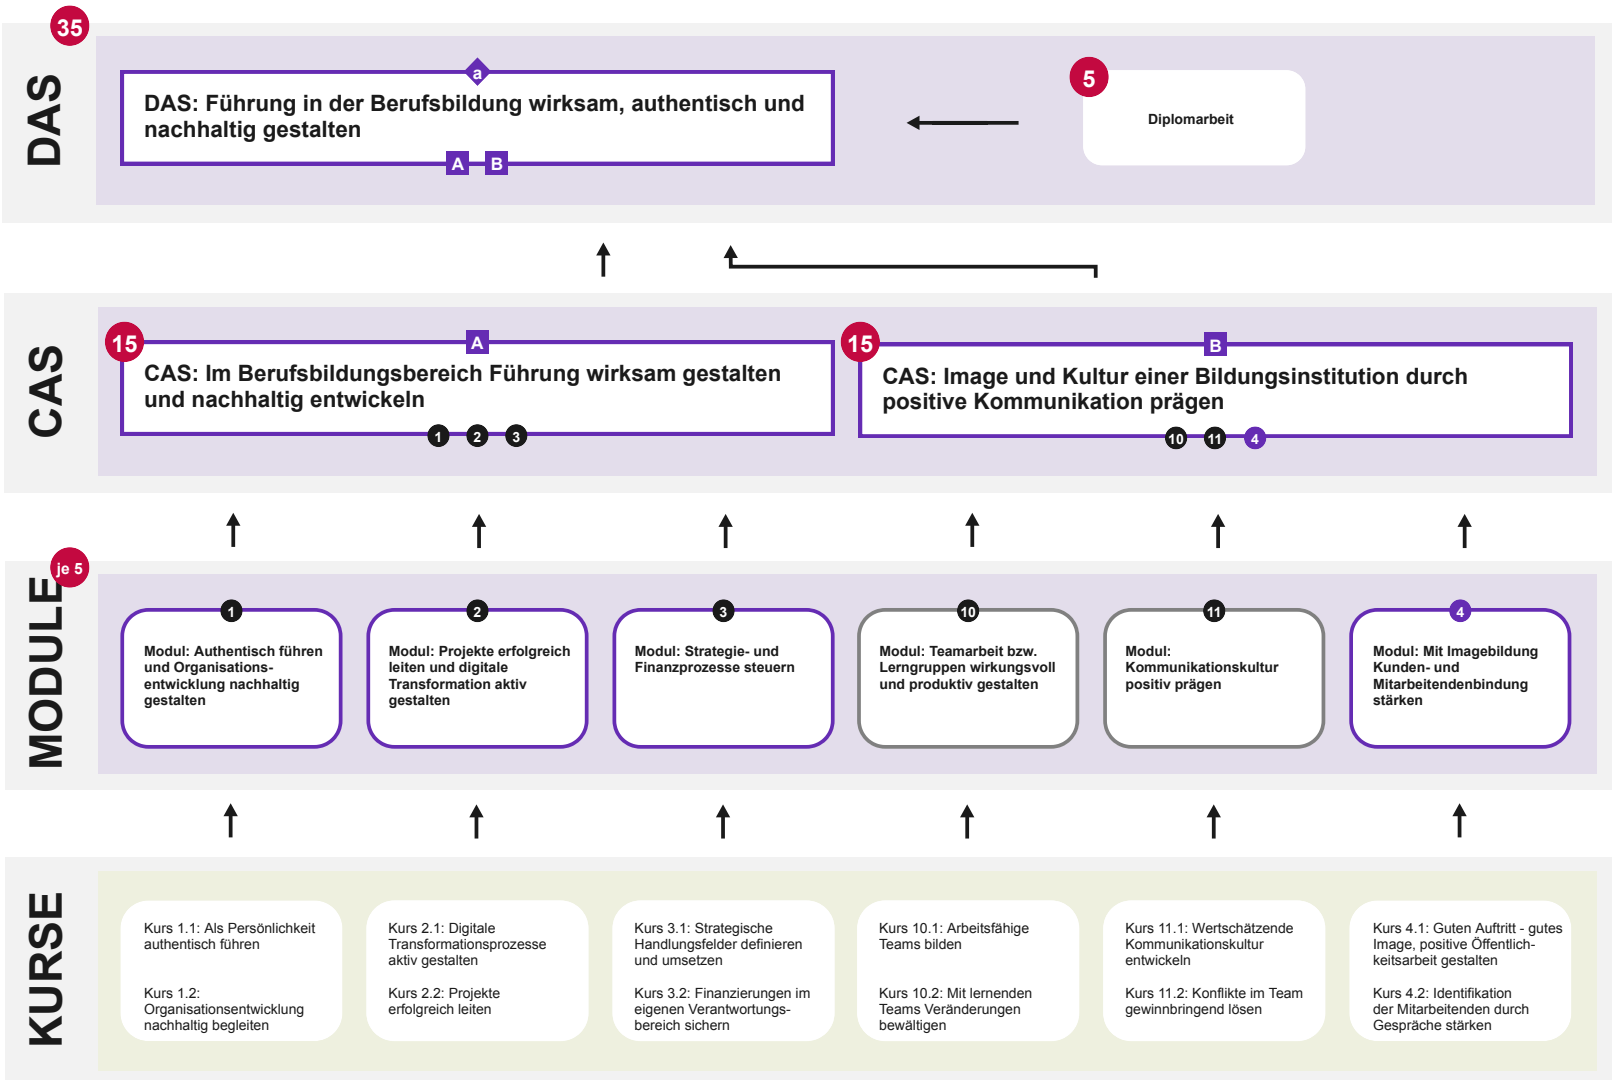 35
DAS
a
DAS: Führung in der Berufsbildung wirksam, authentisch und
nachhaltig gestalten
A B
5
Diplomarbeit
CAS
15
A
CAS: Im Berufsbildungsbereich Führung wirksam gestalten
und nachhaltig entwickeln
1 2 3
15
B
CAS: Image und Kultur einer Bildungsinstitution durch
positive Kommunikation prägen
10 11 4
je 5
MODULE
1
Modul: Authentisch führen
und Organisations-
entwicklung nachhaltig
gestalten
2
Modul: Projekte erfolgreich
leiten und digitale
Transformation aktiv
gestalten
3
Modul: Strategie- und
Finanzprozesse steuern
10
Modul: Teamarbeit bzw.
Lerngruppen wirkungsvoll
und produktiv gestalten
11
Modul:
Kommunikationskultur
positiv prägen
4
Modul: Mit Imagebildung
Kunden- und
Mitarbeitendenbindung
stärken
KURSE
Kurs 1.1: Als Persönlichkeit
authentisch führen
Kurs 1.2:
Organisationsentwicklung
nachhaltig begleiten
Kurs 2.1: Digitale
Transformationsprozesse
aktiv gestalten
Kurs 2.2: Projekte
erfolgreich leiten
Kurs 3.1: Strategische
Handlungsfelder definieren
und umsetzen
Kurs 3.2: Finanzierungen im
eigenen Verantwortungs-
bereich sichern
Kurs 10.1: Arbeitsfähige
Teams bilden
Kurs 10.2: Mit lernenden
Teams Veränderungen
bewältigen
Kurs 11.1: Wertschätzende
Kommunikationskultur
entwickeln
Kurs 11.2: Konflikte im Team
gewinnbringend lösen
Kurs 4.1: Guten Auftritt - gutes
Image, positive Öffentlich-
keitsarbeit gestalten
Kurs 4.2: Identifikation
der Mitarbeitenden durch
Gespräche stärken